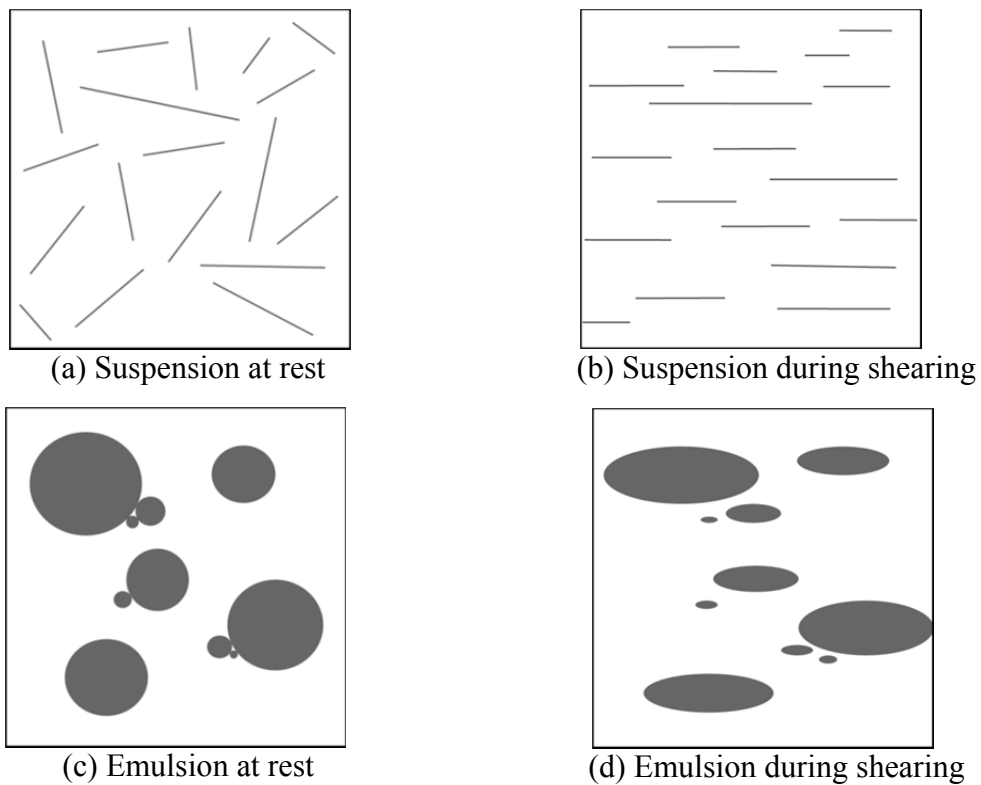 (a) Suspension at rest
(b) Suspension during shearing
(c) Emulsion at rest
(d) Emulsion during shearing